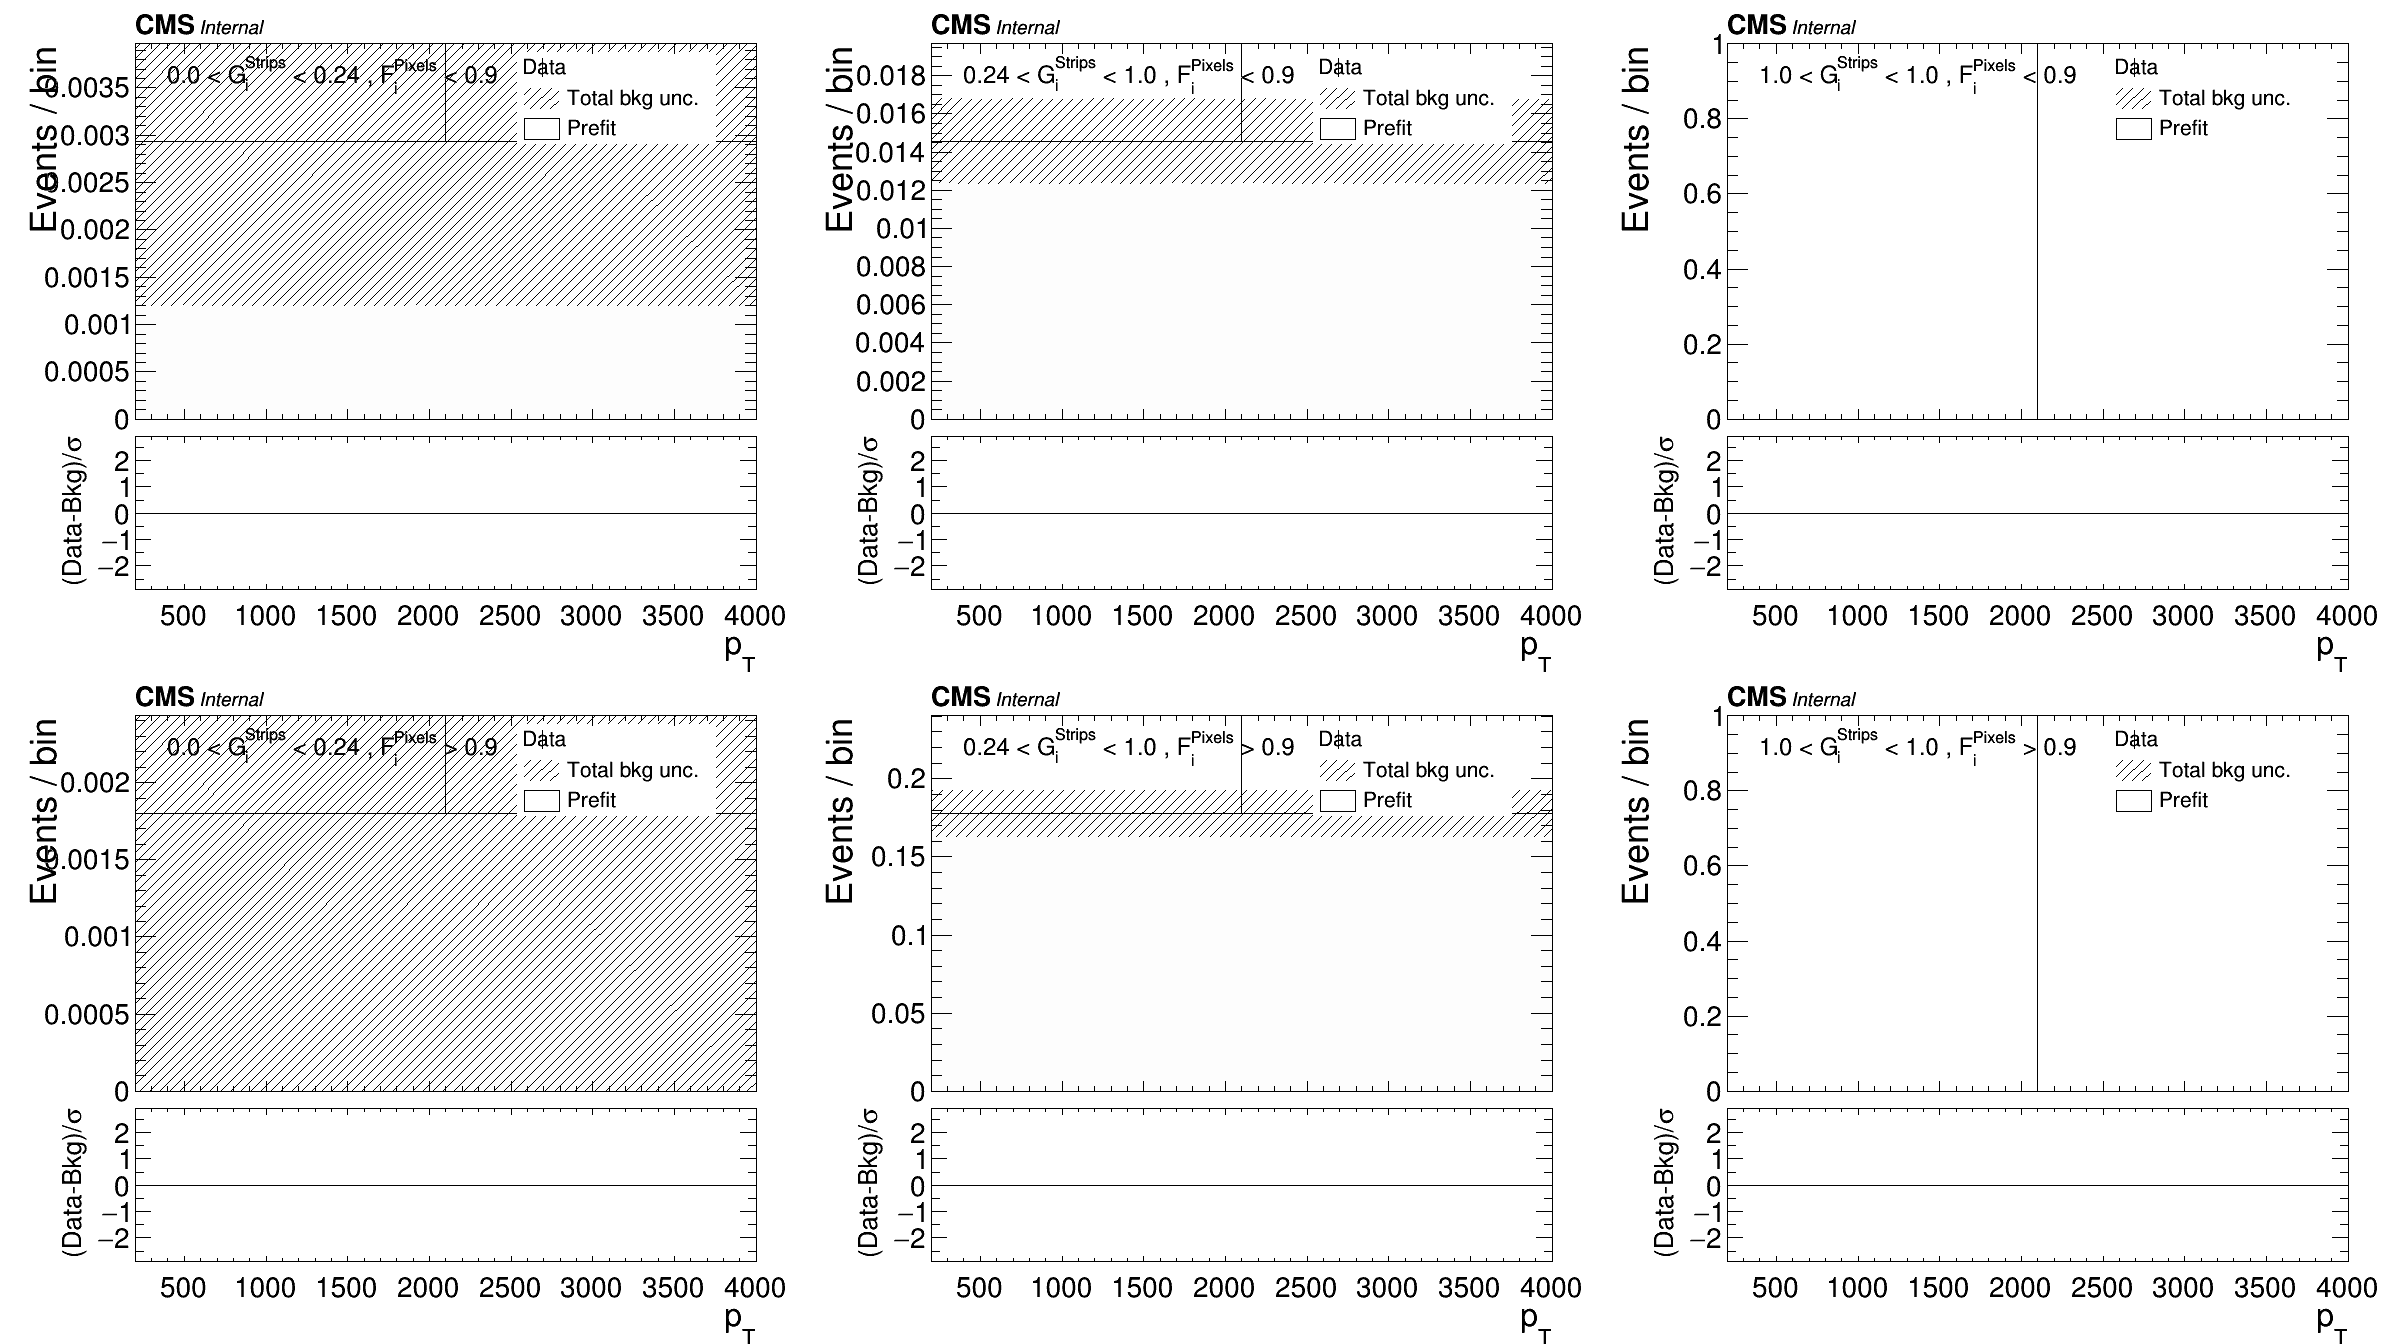 CMS Internal
Events / bin
0.0 < G_i^Strips < 0.24 , F_i^Pixels < 0.9
Data
Total bkg unc.
Prefit
0.0035
0.003
0.0025
0.002
0.0015
0.001
0.0005
0
(Data-Bkg)/σ
2
1
0
−1
−2
500 1000 1500 2000 2500 3000 3500 4000
p_T
CMS Internal
Events / bin
0.24 < G_i^Strips < 1.0 , F_i^Pixels < 0.9
Data
Total bkg unc.
Prefit
0.018
0.016
0.014
0.012
0.01
0.008
0.006
0.004
0.002
0
(Data-Bkg)/σ
2
1
0
−1
−2
500 1000 1500 2000 2500 3000 3500 4000
p_T
CMS Internal
Events / bin
1.0 < G_i^Strips < 1.0 , F_i^Pixels < 0.9
Data
Total bkg unc.
Prefit
1
0.8
0.6
0.4
0.2
0
(Data-Bkg)/σ
2
1
0
−1
−2
500 1000 1500 2000 2500 3000 3500 4000
p_T
CMS Internal
Events / bin
0.0 < G_i^Strips < 0.24 , F_i^Pixels > 0.9
Data
Total bkg unc.
Prefit
0.002
0.0015
0.001
0.0005
0
(Data-Bkg)/σ
2
1
0
−1
−2
500 1000 1500 2000 2500 3000 3500 4000
p_T
CMS Internal
Events / bin
0.24 < G_i^Strips < 1.0 , F_i^Pixels > 0.9
Data
Total bkg unc.
Prefit
0.2
0.15
0.1
0.05
0
(Data-Bkg)/σ
2
1
0
−1
−2
500 1000 1500 2000 2500 3000 3500 4000
p_T
CMS Internal
Events / bin
1.0 < G_i^Strips < 1.0 , F_i^Pixels > 0.9
Data
Total bkg unc.
Prefit
1
0.8
0.6
0.4
0.2
0
(Data-Bkg)/σ
2
1
0
−1
−2
500 1000 1500 2000 2500 3000 3500 4000
p_T